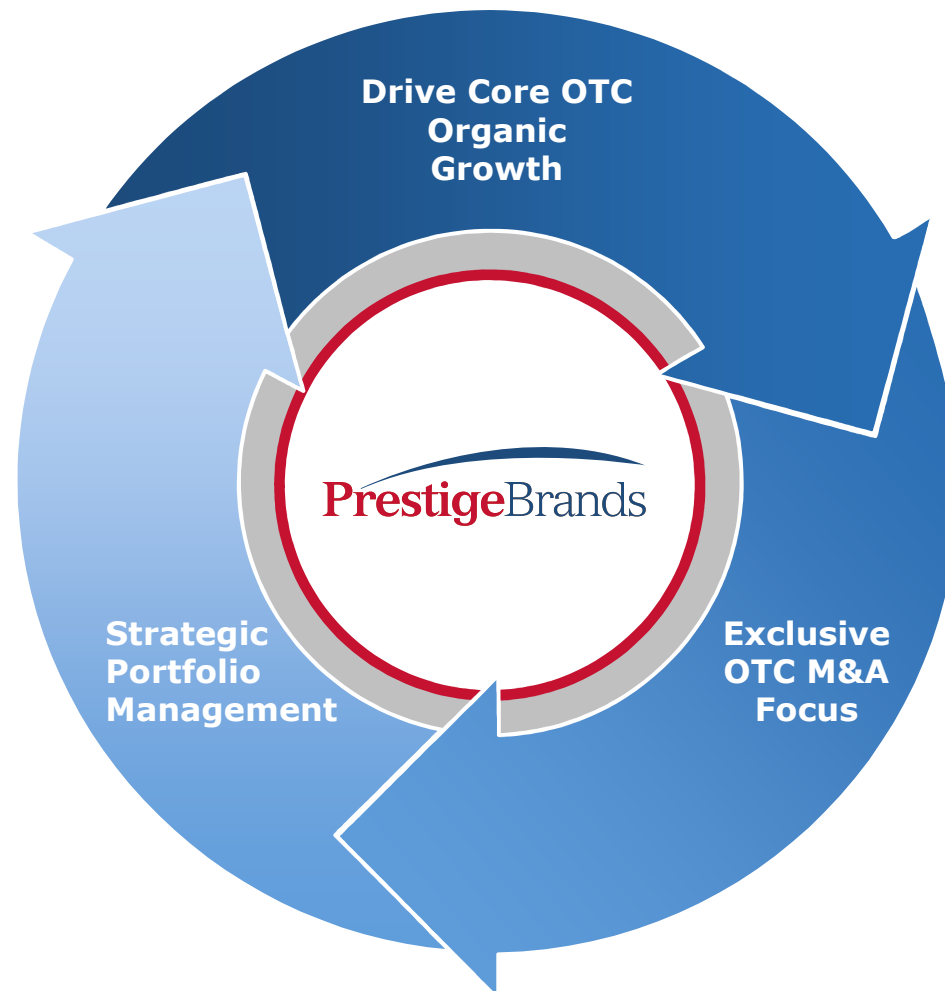 Drive Core OTC
Organic
Growth
PrestigeBrands
Strategic
Portfolio
Management
Exclusive
OTC M&A
Focus